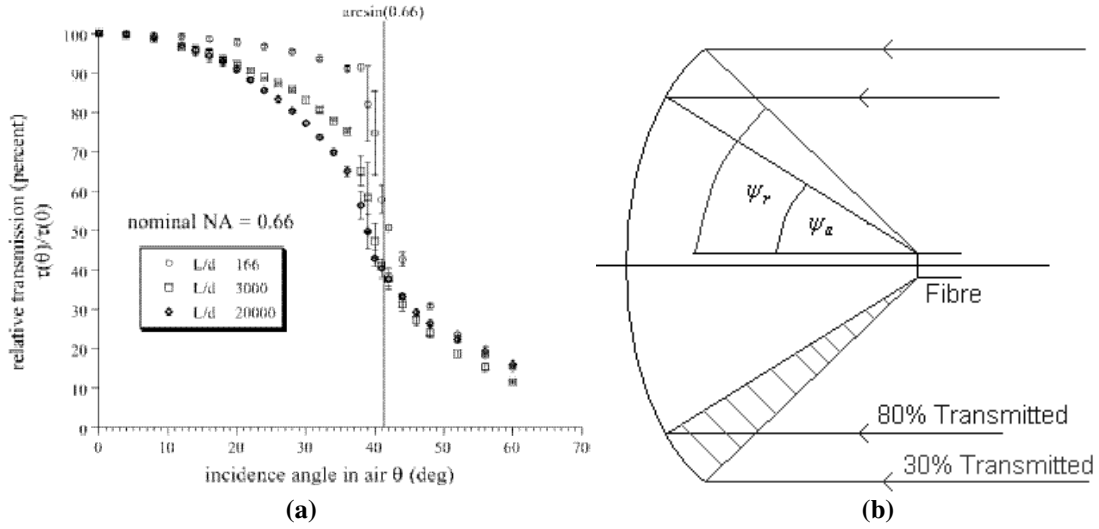 arcsin(0.66)
100
90
80
70
60
50
40
30
20
10
0
relative transmission (percent)
τ(θ)/τ(0)
nominal NA = 0.66
L/d 166
L/d 3000
L/d 20000
0 10 20 30 40 50 60 70
incidence angle in air θ (deg)
(a)
ψr
ψa
Fibre
80% Transmitted
30% Transmitted
(b)